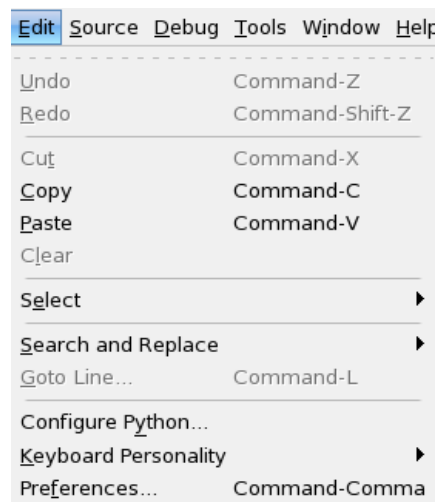 Edit Source Debug Tools Window Help
Undo Command-Z
Redo Command-Shift-Z
Cut Command-X
Copy Command-C
Paste Command-V
Clear
Select
Search and Replace
Goto Line... Command-L
Configure Python...
Keyboard Personality
Preferences... Command-Comma